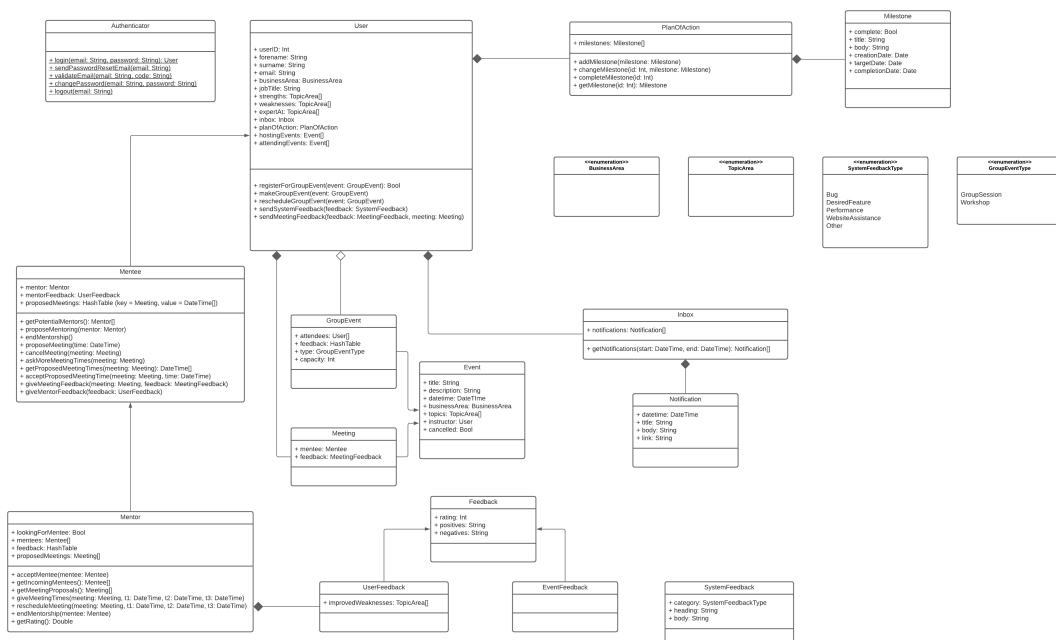 Authenticator
+ login(email: String, password: String): User
+ sendPasswordResetEmail(email: String)
+ validateEmail(email: String, code: String)
+ changePassword(email: String, password: String)
+ logout(email: String)
User
+ userID: Int
+ forename: String
+ surname: String
+ email: String
+ businessArea: BusinessArea
+ jobTitle: String
+ strengths: TopicArea[]
+ weaknesses: TopicArea[]
+ expertAt: TopicArea[]
+ inbox: Inbox
+ planOfAction: PlanOfAction
+ hostingEvents: Event[]
+ attendingEvents: Event[]
+ registerForGroupEvent(event: GroupEvent): Bool
+ makeGroupEvent(event: GroupEvent)
+ rescheduleGroupEvent(event: GroupEvent)
+ sendSystemFeedback(feedback: SystemFeedback)
+ sendMeetingFeedback(feedback: MeetingFeedback, meeting: Meeting)
PlanOfAction
+ milestones: Milestone[]
+ addMilestone(milestone: Milestone)
+ changeMilestone(id: Int, milestone: Milestone)
+ completeMilestone(id: Int)
+ getMilestone(id: Int): Milestone
Milestone
+ complete: Bool
+ title: String
+ body: String
+ creationDate: Date
+ targetDate: Date
+ completionDate: Date
<<enumeration>>
BusinessArea
<<enumeration>>
TopicArea
<<enumeration>>
SystemFeedbackType
Bug
DesiredFeature
Performance
WebsiteAssistance
Other
<<enumeration>>
GroupEventType
GroupSession
Workshop
Mentee
+ mentor: Mentor
+ mentorFeedback: UserFeedback
+ proposedMeetings: HashTable (key = Meeting, value = DateTime[])
+ getPotentialMentors(): Mentor[]
+ proposeMentoring(mentor: Mentor)
+ endMentorship()
+ proposeMeeting(time: DateTime)
+ cancelMeeting(meeting: Meeting)
+ askMoreMeetingTimes(meeting: Meeting)
+ getProposedMeetingTimes(meeting: Meeting): DateTime[]
+ acceptProposedMeetingTime(meeting: Meeting, time: DateTime)
+ giveMeetingFeedback(meeting: Meeting, feedback: MeetingFeedback)
+ giveMentorFeedback(feedback: UserFeedback)
GroupEvent
+ attendees: User[]
+ feedback: HashTable
+ type: GroupEventType
+ capacity: Int
Event
+ title: String
+ description: String
+ datetime: DateTIme
+ businessArea: BusinessArea
+ topics: TopicArea[]
+ instructor: User
+ cancelled: Bool
Meeting
+ mentee: Mentee
+ feedback: MeetingFeedback
Inbox
+ notifications: Notification[]
+ getNotifications(start: DateTime, end: DateTime): Notification[]
Notification
+ datetime: DateTime
+ title: String
+ body: String
+ link: String
Mentor
+ lookingForMentee: Bool
+ mentees: Mentee[]
+ feedback: HashTable
+ proposedMeetings: Meeting[]
+ acceptMentee(mentee: Mentee)
+ getIncomingMentees(): Mentee[]
+ getMeetingProposals(): Meeting[]
+ giveMeetingTimes(meeting: Meeting, t1: DateTime, t2: DateTime, t3: DateTime)
+ rescheduleMeeting(meeting: Meeting, t1: DateTime, t2: DateTime, t3: DateTime)
+ endMentorship(mentee: Mentee)
+ getRating(): Double
Feedback
+ rating: Int
+ positives: String
+ negatives: String
UserFeedback
+ improvedWeaknesses: TopicArea[]
EventFeedback
SystemFeedback
+ category: SystemFeedbackType
+ heading: String
+ body: String